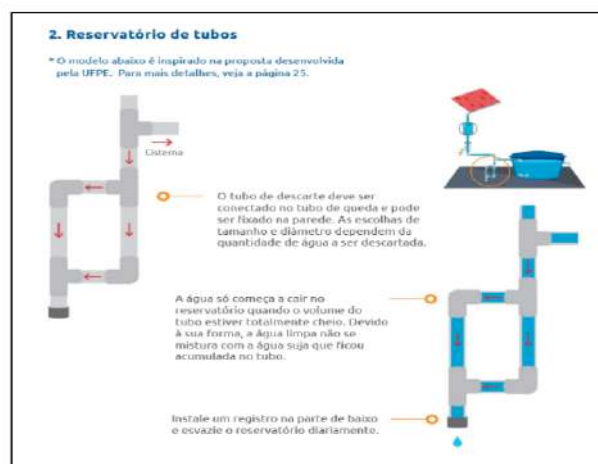 2. Reservatório de tubos
* O modelo abaixo é inspirado na proposta desenvolvida
pela UFPE. Para mais detalhes, veja a página 25.
Cisterna
O tubo de descarte deve ser
conectado no tubo de queda e pode
ser fixado na parede. As escolhas de
tamanho e diâmetro dependem da
quantidade de água a ser descartada.
A água só começa a cair no
reservatório quando o volume do
tubo estiver totalmente cheio. Devido
à sua forma, a água limpa não se
mistura com a água suja que ficou
acumulada no tubo.
Instale um registro na parte de baixo
e esvazie o reservatório diariamente.